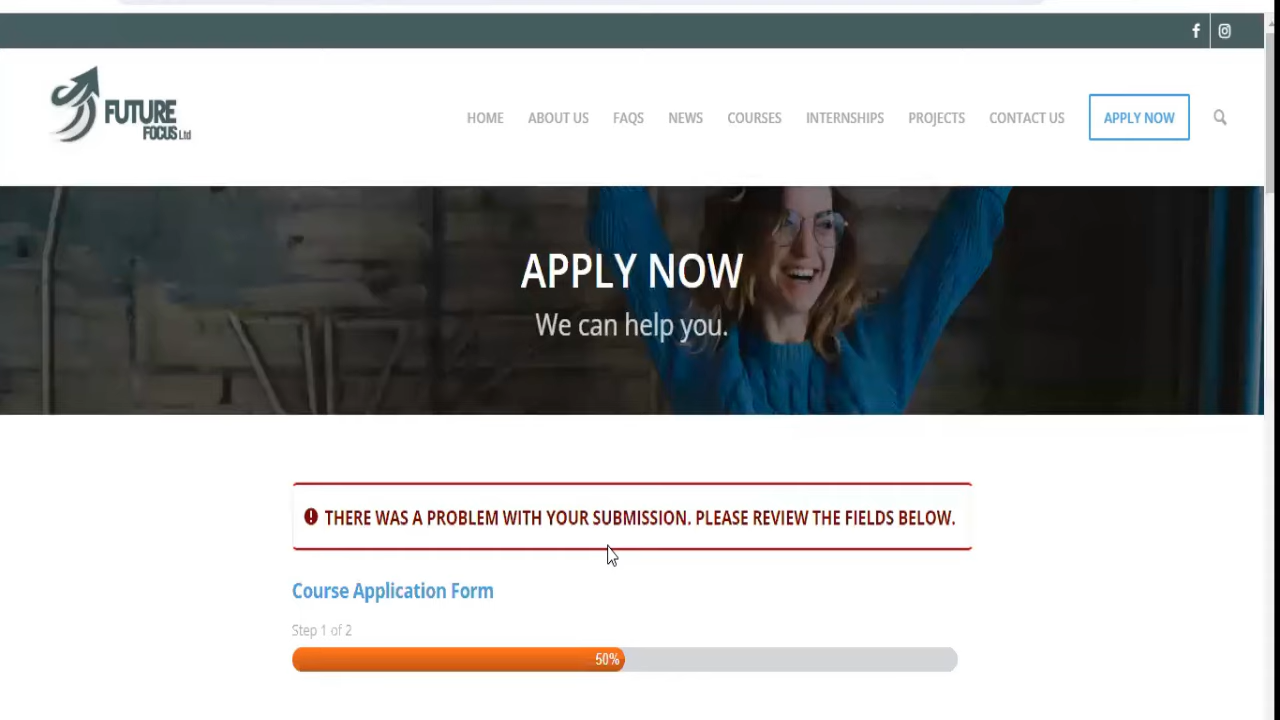 FUTURE
FOCUS Ltd
HOME ABOUT US FAQS NEWS COURSES INTERNSHIPS PROJECTS CONTACT US APPLY NOW
APPLY NOW
We can help you.
THERE WAS A PROBLEM WITH YOUR SUBMISSION. PLEASE REVIEW THE FIELDS BELOW.
Course Application Form
Step 1 of 2
50%